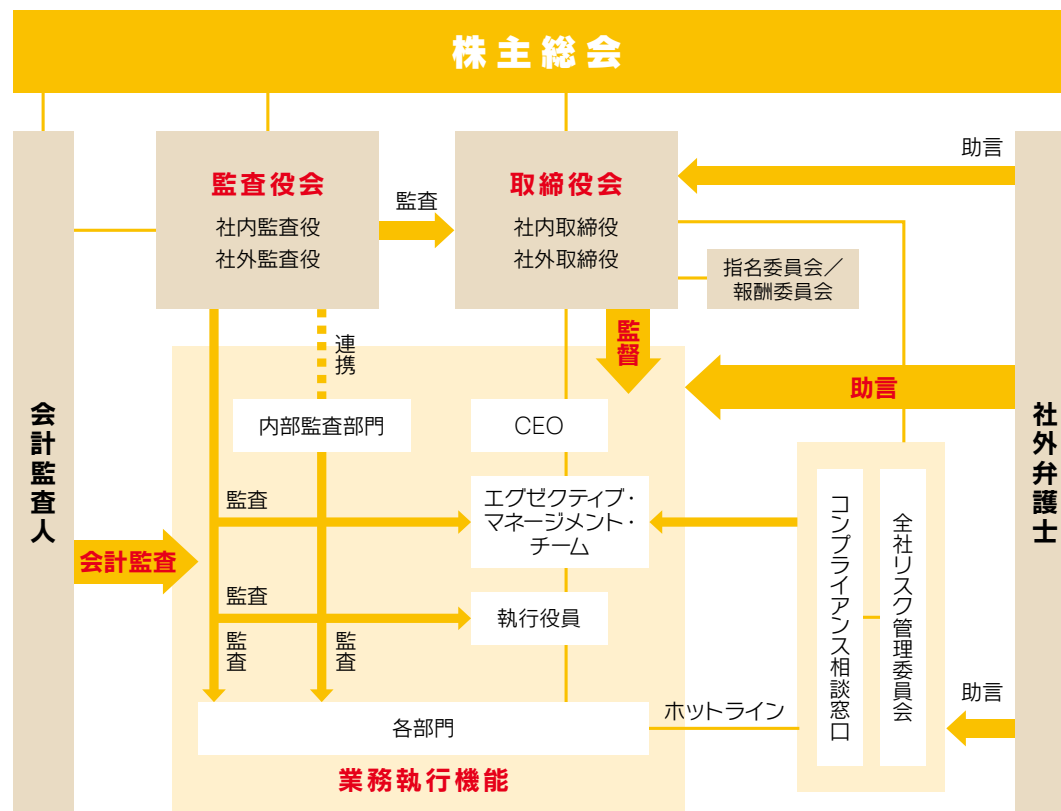 株主総会
助言
監査役会
社内監査役
社外監査役
監査
取締役会
社内取締役
社外取締役
指名委員会／
報酬委員会
連携
監督
助言
会計監査人
社外弁護士
内部監査部門
CEO
監査
エグゼクティブ・
マネージメント・
チーム
会計監査
監査
執行役員
監査
監査
コンプライアンス相談窓口
全社リスク管理委員会
助言
ホットライン
各部門
業務執行機能